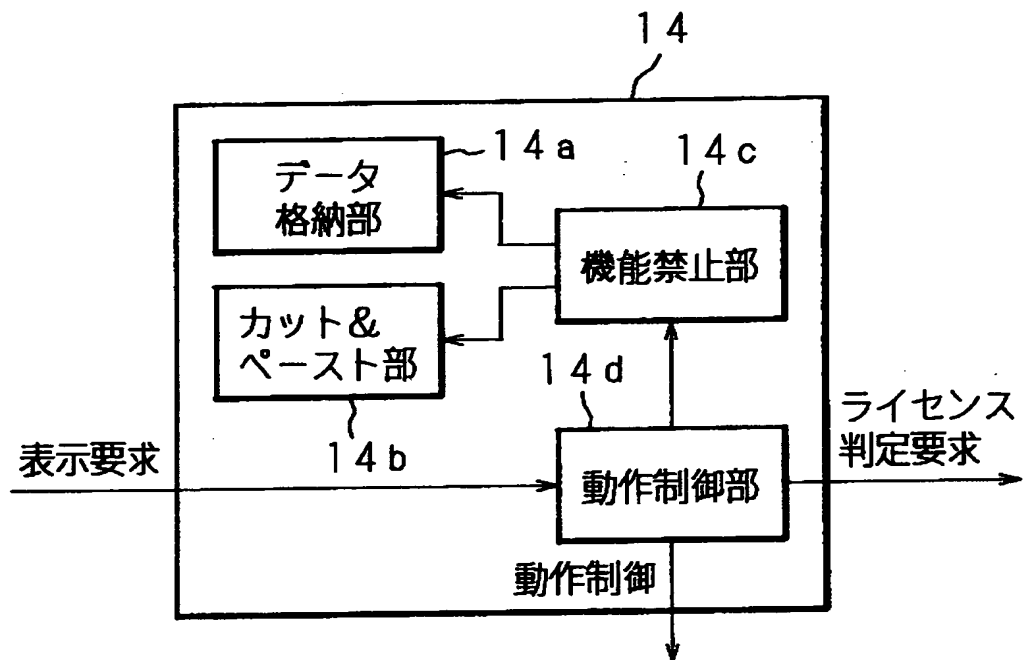 14
14a
データ
格納部
14c
機能禁止部
カット&
ペースト部
14b
14d
表示要求
動作制御部
ライセンス
判定要求
動作制御